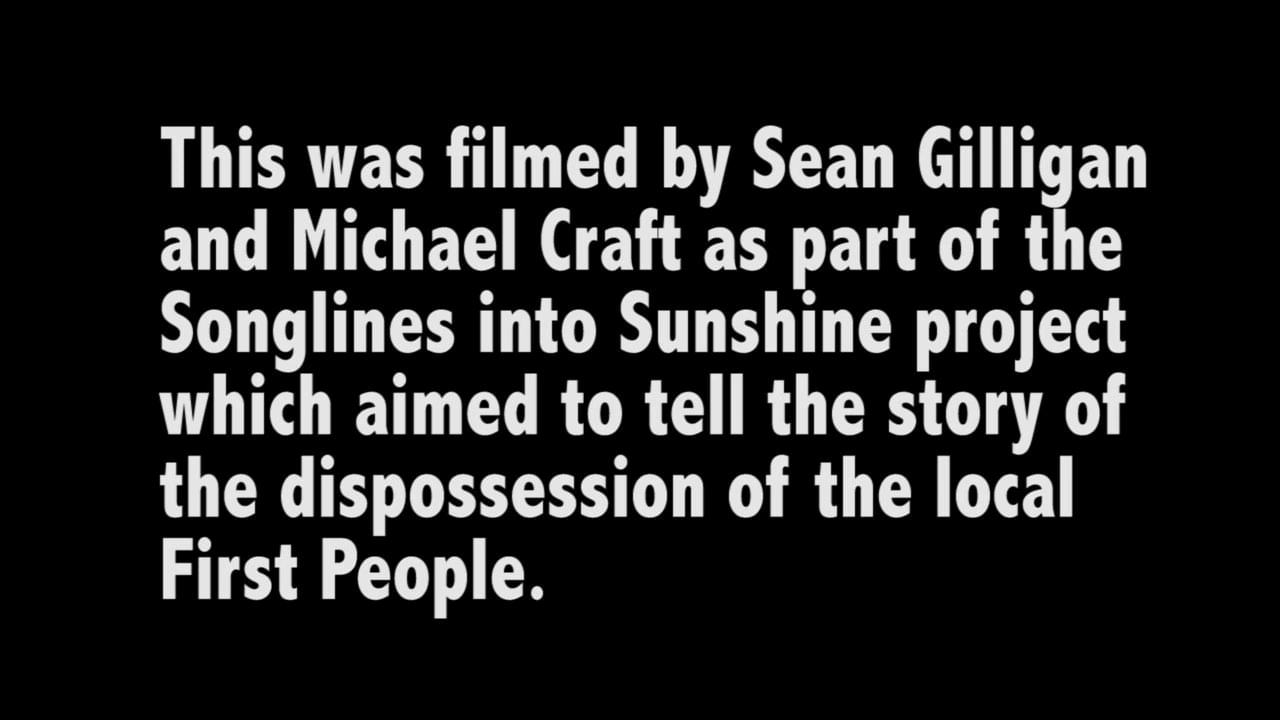 This was filmed by Sean Gilligan
and Michael Craft as part of the
Songlines into Sunshine project
which aimed to tell the story of
the dispossession of the local
First People.